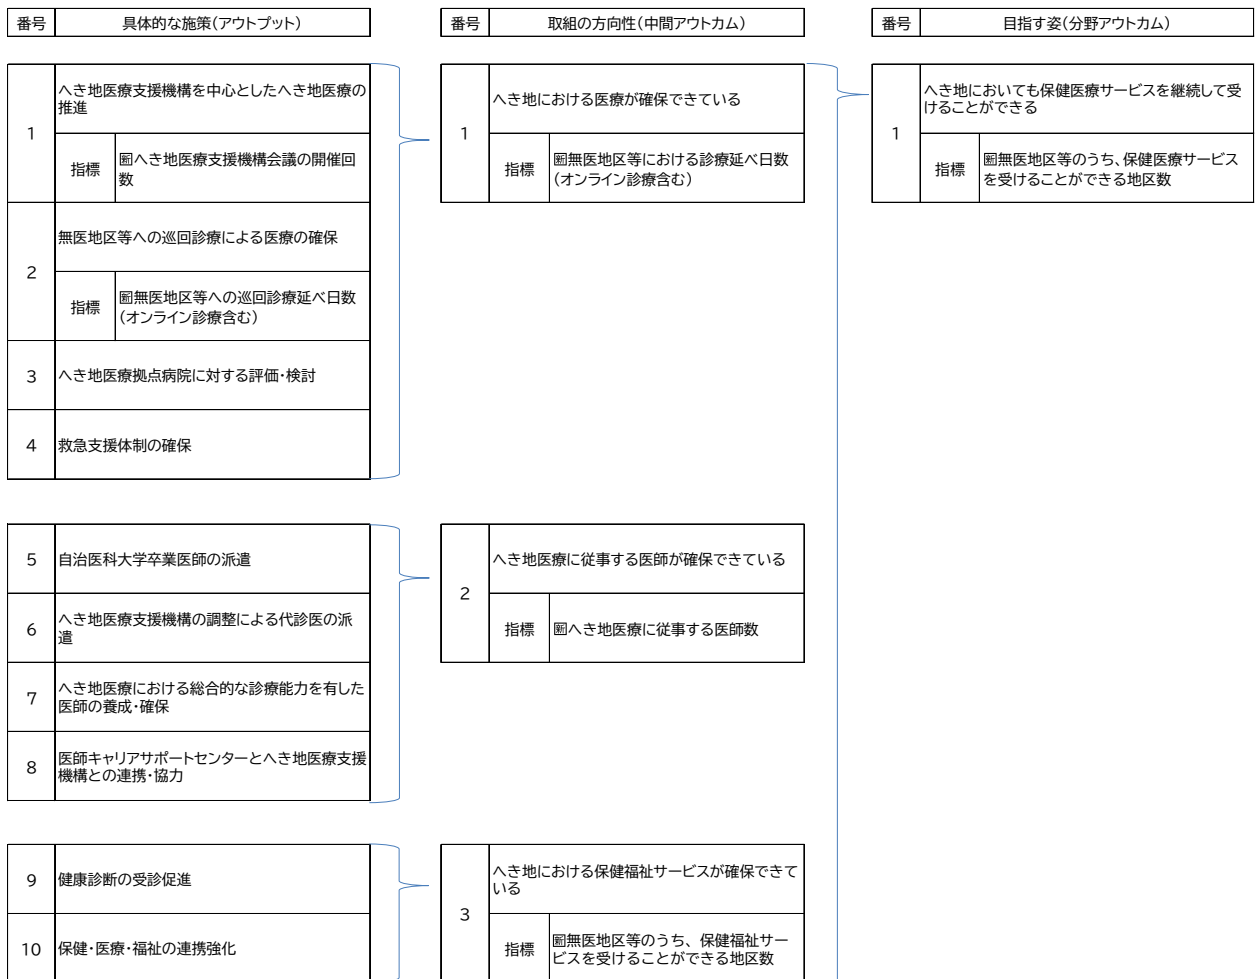 番号
具体的な施策(アウトプット)
番号
取組の方向性(中間アウトカム)
番号
目指す姿(分野アウトカム)
1
へき地医療支援機構を中心としたへき地医療の
推進
指標
圏へき地医療支援機構会議の開催回
数
2
無医地区等への巡回診療による医療の確保
指標
圏無医地区等への巡回診療延べ日数
(オンライン診療含む)
3
へき地医療拠点病院に対する評価・検討
4
救急支援体制の確保
1
へき地における医療が確保できている
指標
圏無医地区等における診療延べ日数
(オンライン診療含む)
1
へき地においても保健医療サービスを継続して受
けることができる
指標
圏無医地区等のうち、保健医療サービス
を受けることができる地区数
5
自治医科大学卒業医師の派遣
6
へき地医療支援機構の調整による代診医の派
遣
7
へき地医療における総合的な診療能力を有した
医師の養成・確保
8
医師キャリアサポートセンターとへき地医療支援
機構との連携・協力
2
へき地医療に従事する医師が確保できている
指標
圏へき地医療に従事する医師数
9
健康診断の受診促進
10
保健・医療・福祉の連携強化
3
へき地における保健福祉サービスが確保できて
いる
指標
圏無医地区等のうち、保健福祉サー
ビスを受けることができる地区数